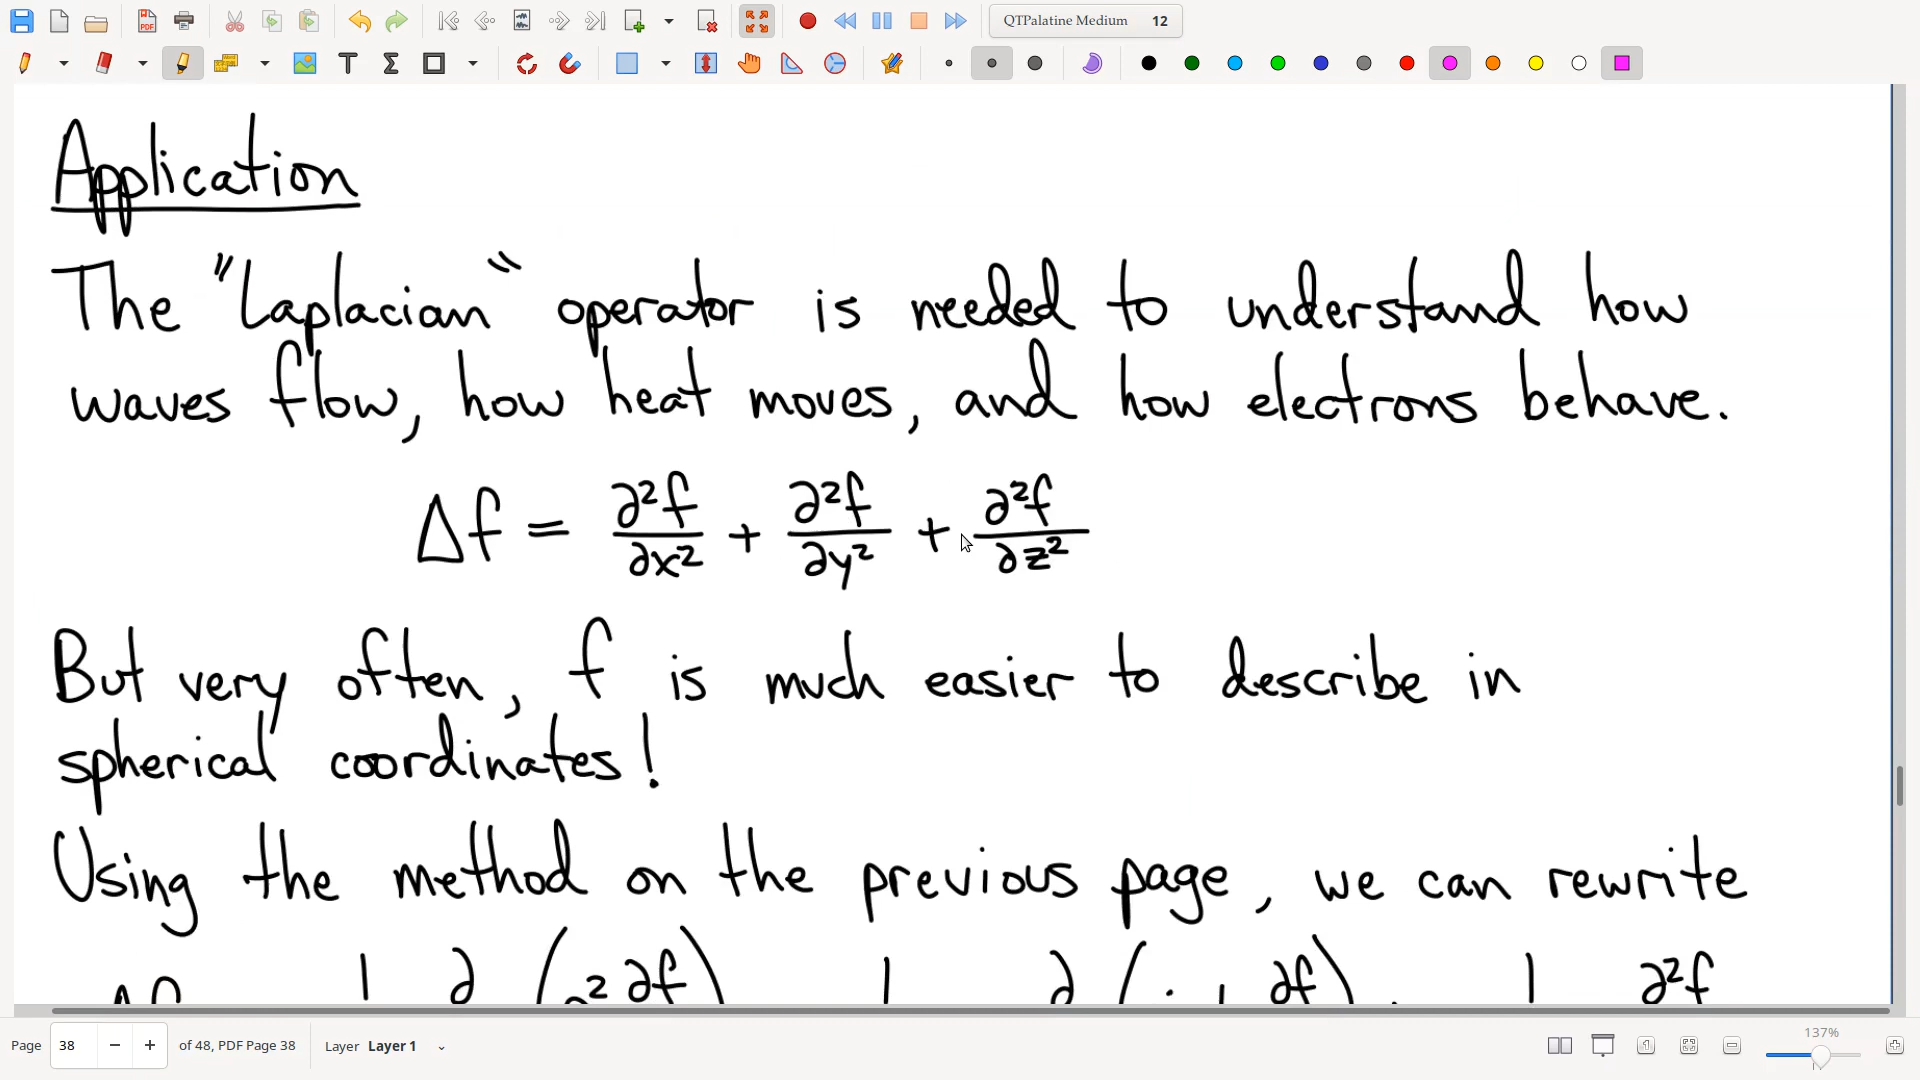 QTPalatine Medium 12
Application
The "Laplacian" operator is needed to understand how
waves flow, how heat moves, and how electrons behave.
Δf = ∂²f/∂x² + ∂²f/∂y² + ∂²f/∂z²
But very often, f is much easier to describe in
spherical coordinates!
Using the method on the previous page, we can rewrite
Page 38 of 48, PDF Page 38 Layer Layer 1 137%